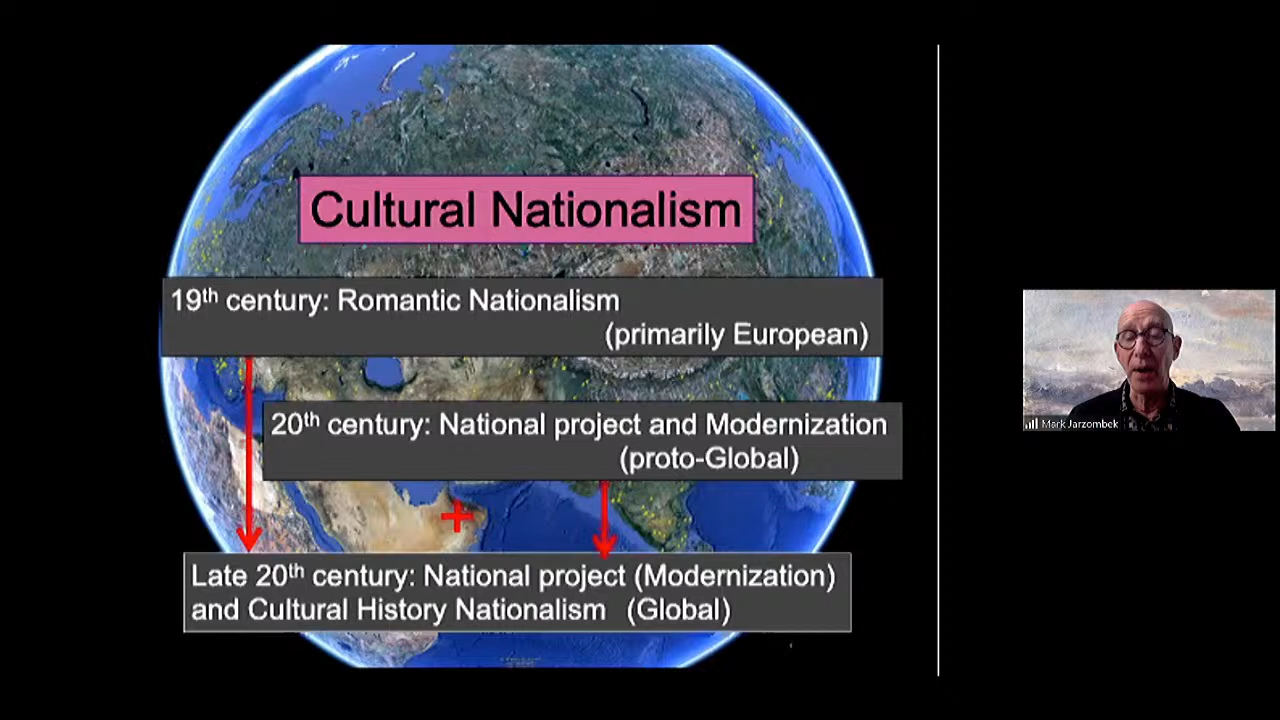 Cultural Nationalism
19th century: Romantic Nationalism
(primarily European)
20th century: National project and Modernization
(proto-Global)
+
Late 20th century: National project (Modernization)
and Cultural History Nationalism (Global)
Mark Jarzombek